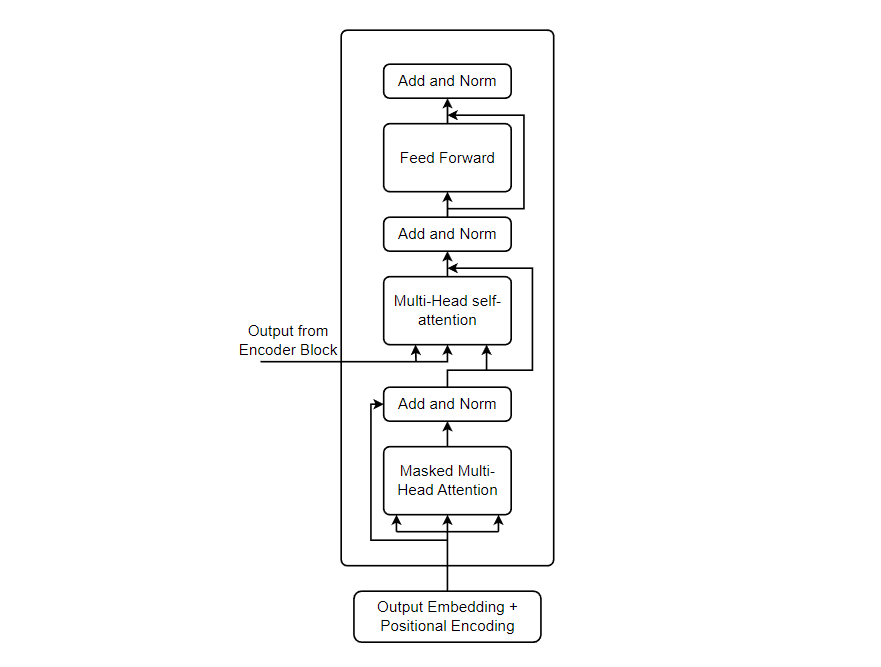 Add and Norm
Feed Forward
Add and Norm
Multi-Head self-
attention
Output from
Encoder Block
Add and Norm
Masked Multi-
Head Attention
Output Embedding +
Positional Encoding